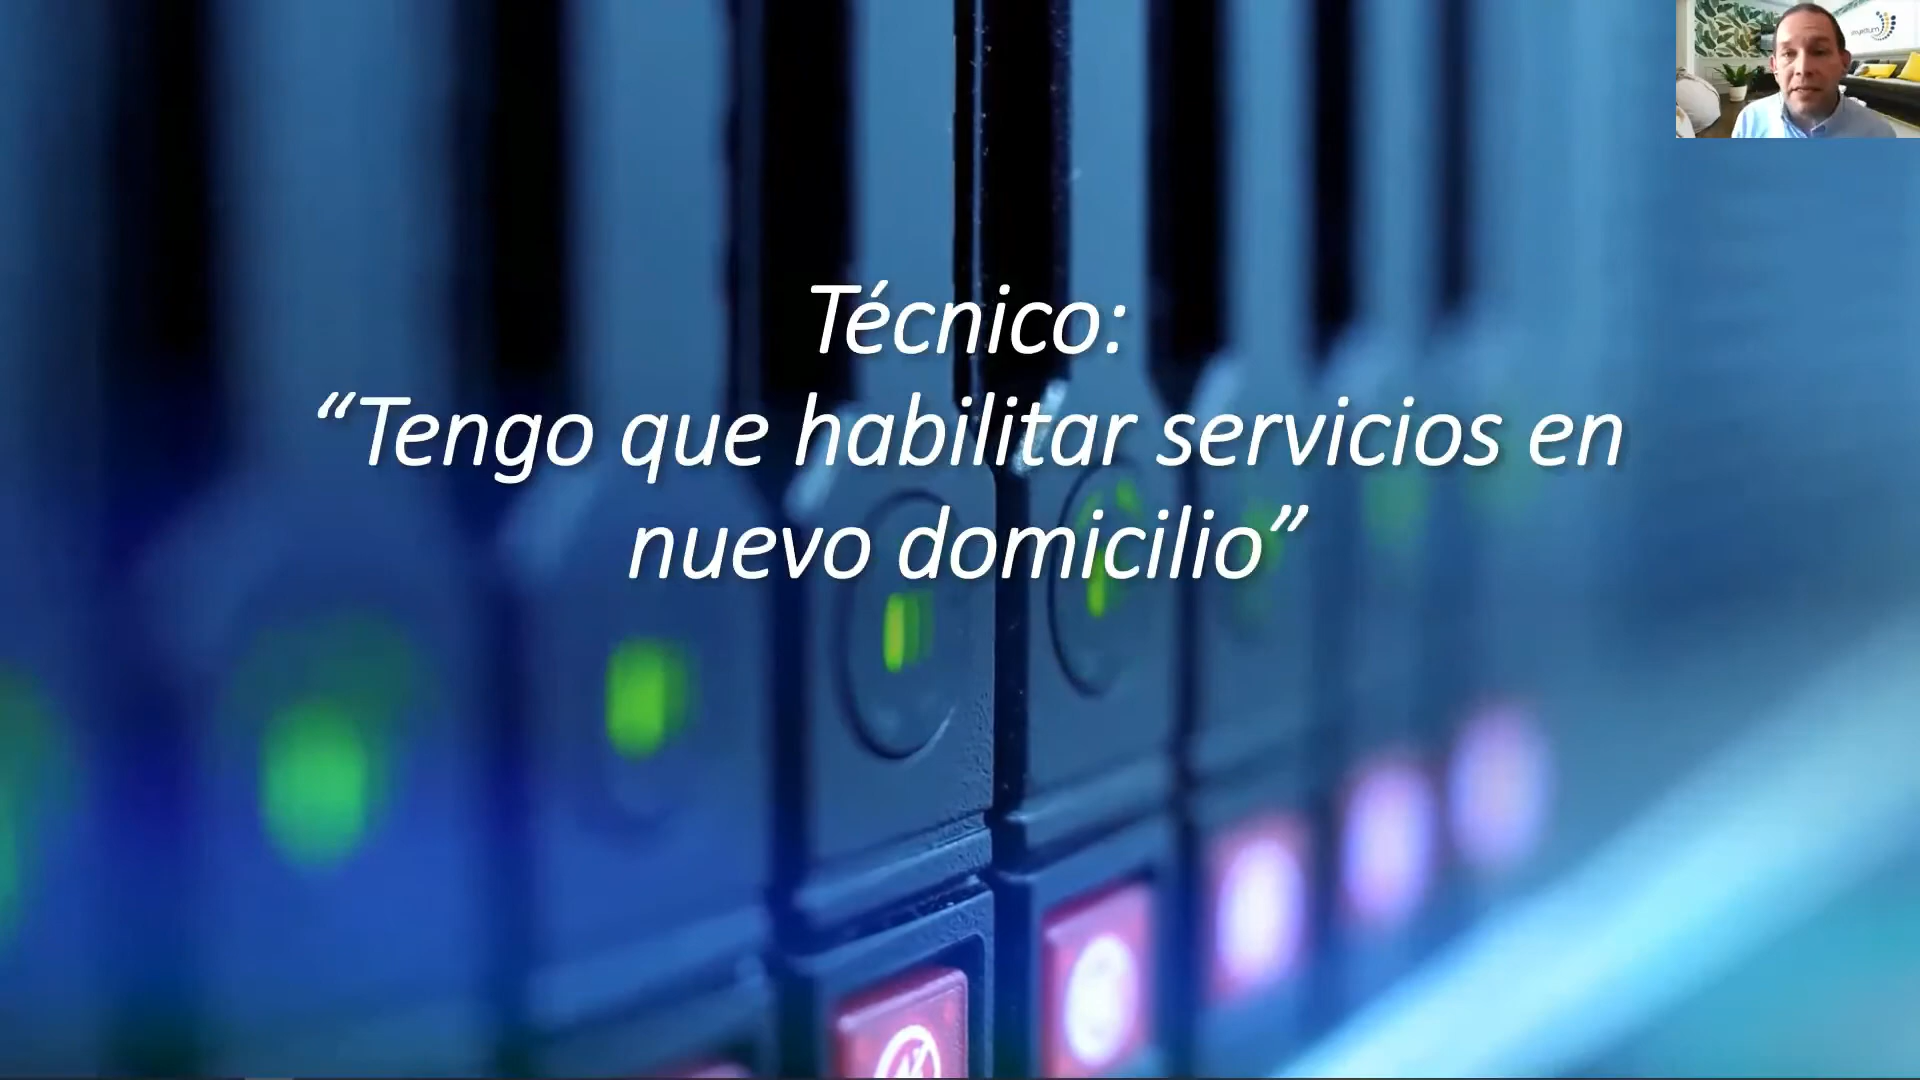 Técnico:
“Tengo que habilitar servicios en
nuevo domicilio”